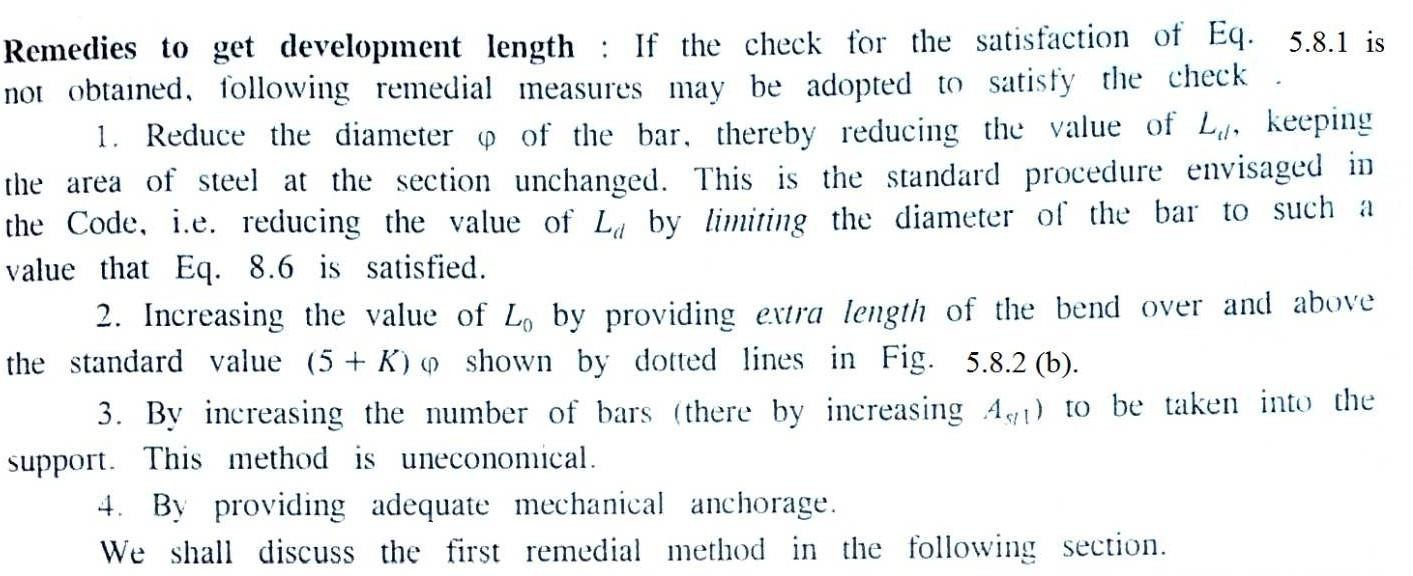 Remedies to get development length : If the check for the satisfaction of Eq. 5.8.1 is
not obtained, following remedial measures may be adopted to satisfy the check .
1. Reduce the diameter φ of the bar, thereby reducing the value of L_d, keeping
the area of steel at the section unchanged. This is the standard procedure envisaged in
the Code, i.e. reducing the value of L_d by limiting the diameter of the bar to such a
value that Eq. 8.6 is satisfied.
2. Increasing the value of L_0 by providing extra length of the bend over and above
the standard value (5 + K) φ shown by dotted lines in Fig. 5.8.2 (b).
3. By increasing the number of bars (there by increasing A_st1) to be taken into the
support. This method is uneconomical.
4. By providing adequate mechanical anchorage.
We shall discuss the first remedial method in the following section.